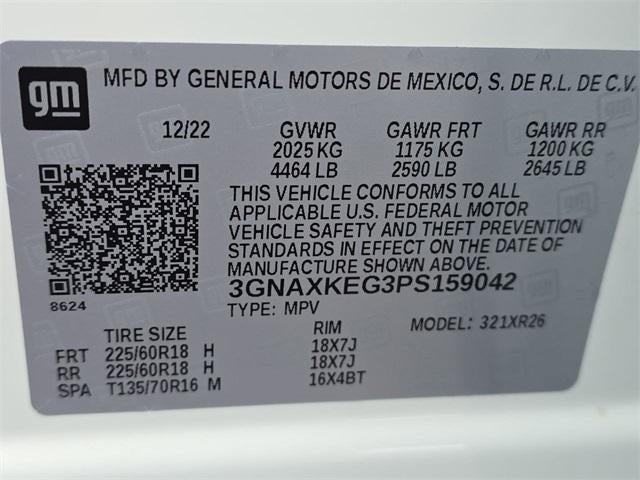 gm
MFD BY GENERAL MOTORS DE MEXICO, S. DE R.L. DE C.V.
12/22 GVWR GAWR FRT GAWR RR
2025 KG 1175 KG 1200 KG
4464 LB 2590 LB 2645 LB
THIS VEHICLE CONFORMS TO ALL
APPLICABLE U.S. FEDERAL MOTOR
VEHICLE SAFETY AND THEFT PREVENTION
STANDARDS IN EFFECT ON THE DATE OF
MANUFACTURE SHOWN ABOVE.
8624
3GNAXKEG3PS159042
TYPE: MPV MODEL: 321XR26
TIRE SIZE RIM
FRT 225/60R18 H 18X7J
RR 225/60R18 H 18X7J
SPA T135/70R16 M 16X4BT